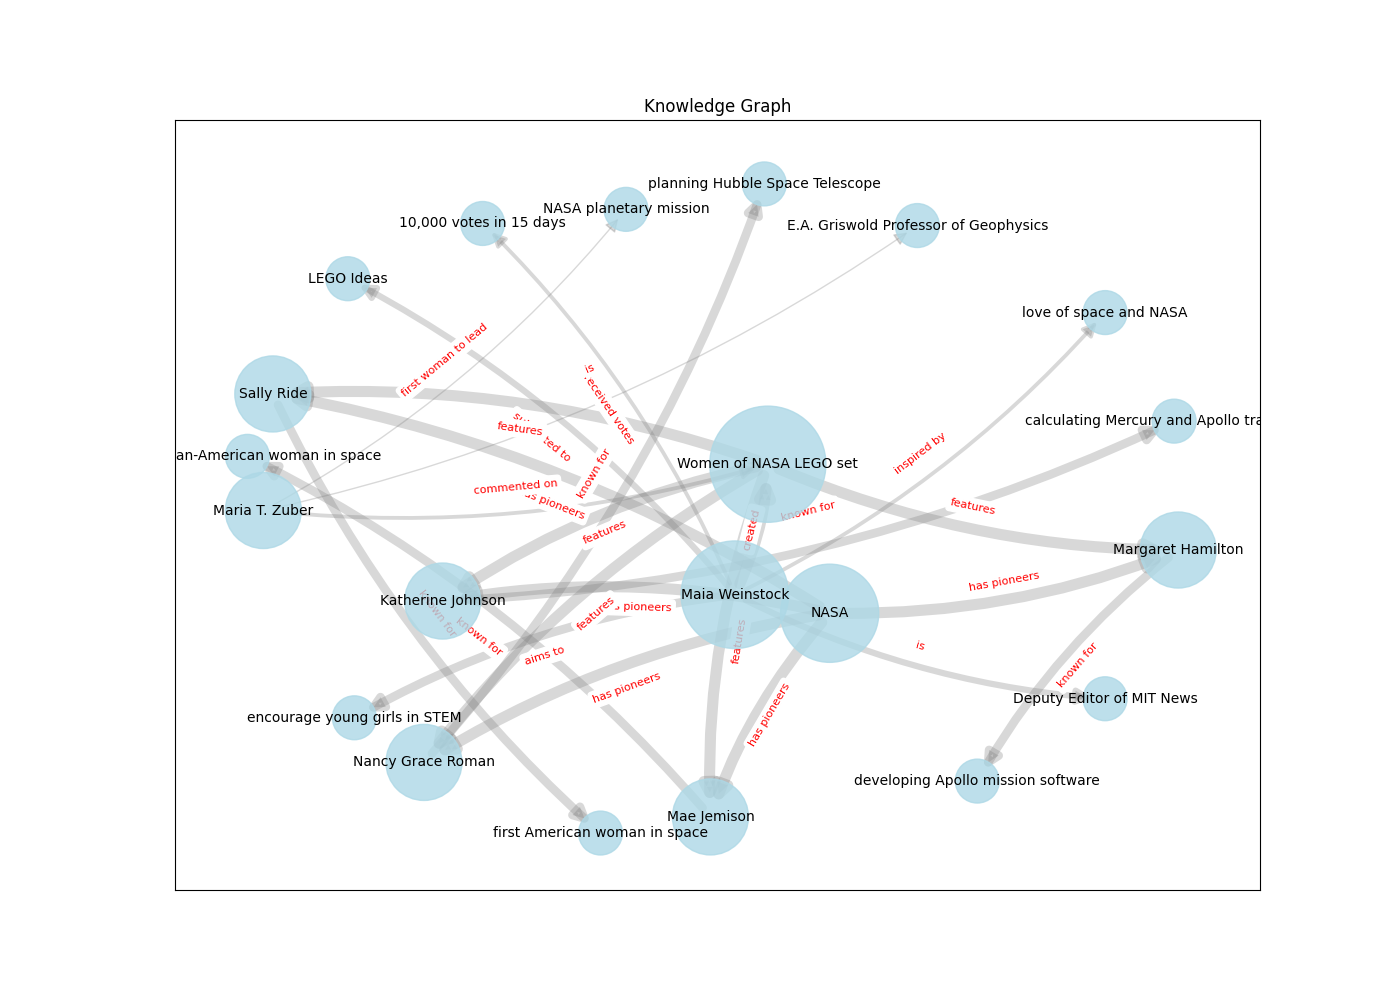 Knowledge Graph
planning Hubble Space Telescope
NASA planetary mission
10,000 votes in 15 days
E.A. Griswold Professor of Geophysics
LEGO Ideas
love of space and NASA
first woman to lead
is
received votes
Sally Ride
features
ted to
calculating Mercury and Apollo tra
inspired by
an-American woman in space
known for
Women of NASA LEGO set
commented on
pioneers
features
known for
Maria T. Zuber
created
features
Margaret Hamilton
has pioneers
Katherine Johnson
Maia Weinstock
NASA
pioneers
features
known for
known for
features
is
aims to
known for
has pioneers
has pioneers
Deputy Editor of MIT News
encourage young girls in STEM
Nancy Grace Roman
developing Apollo mission software
Mae Jemison
first American woman in space